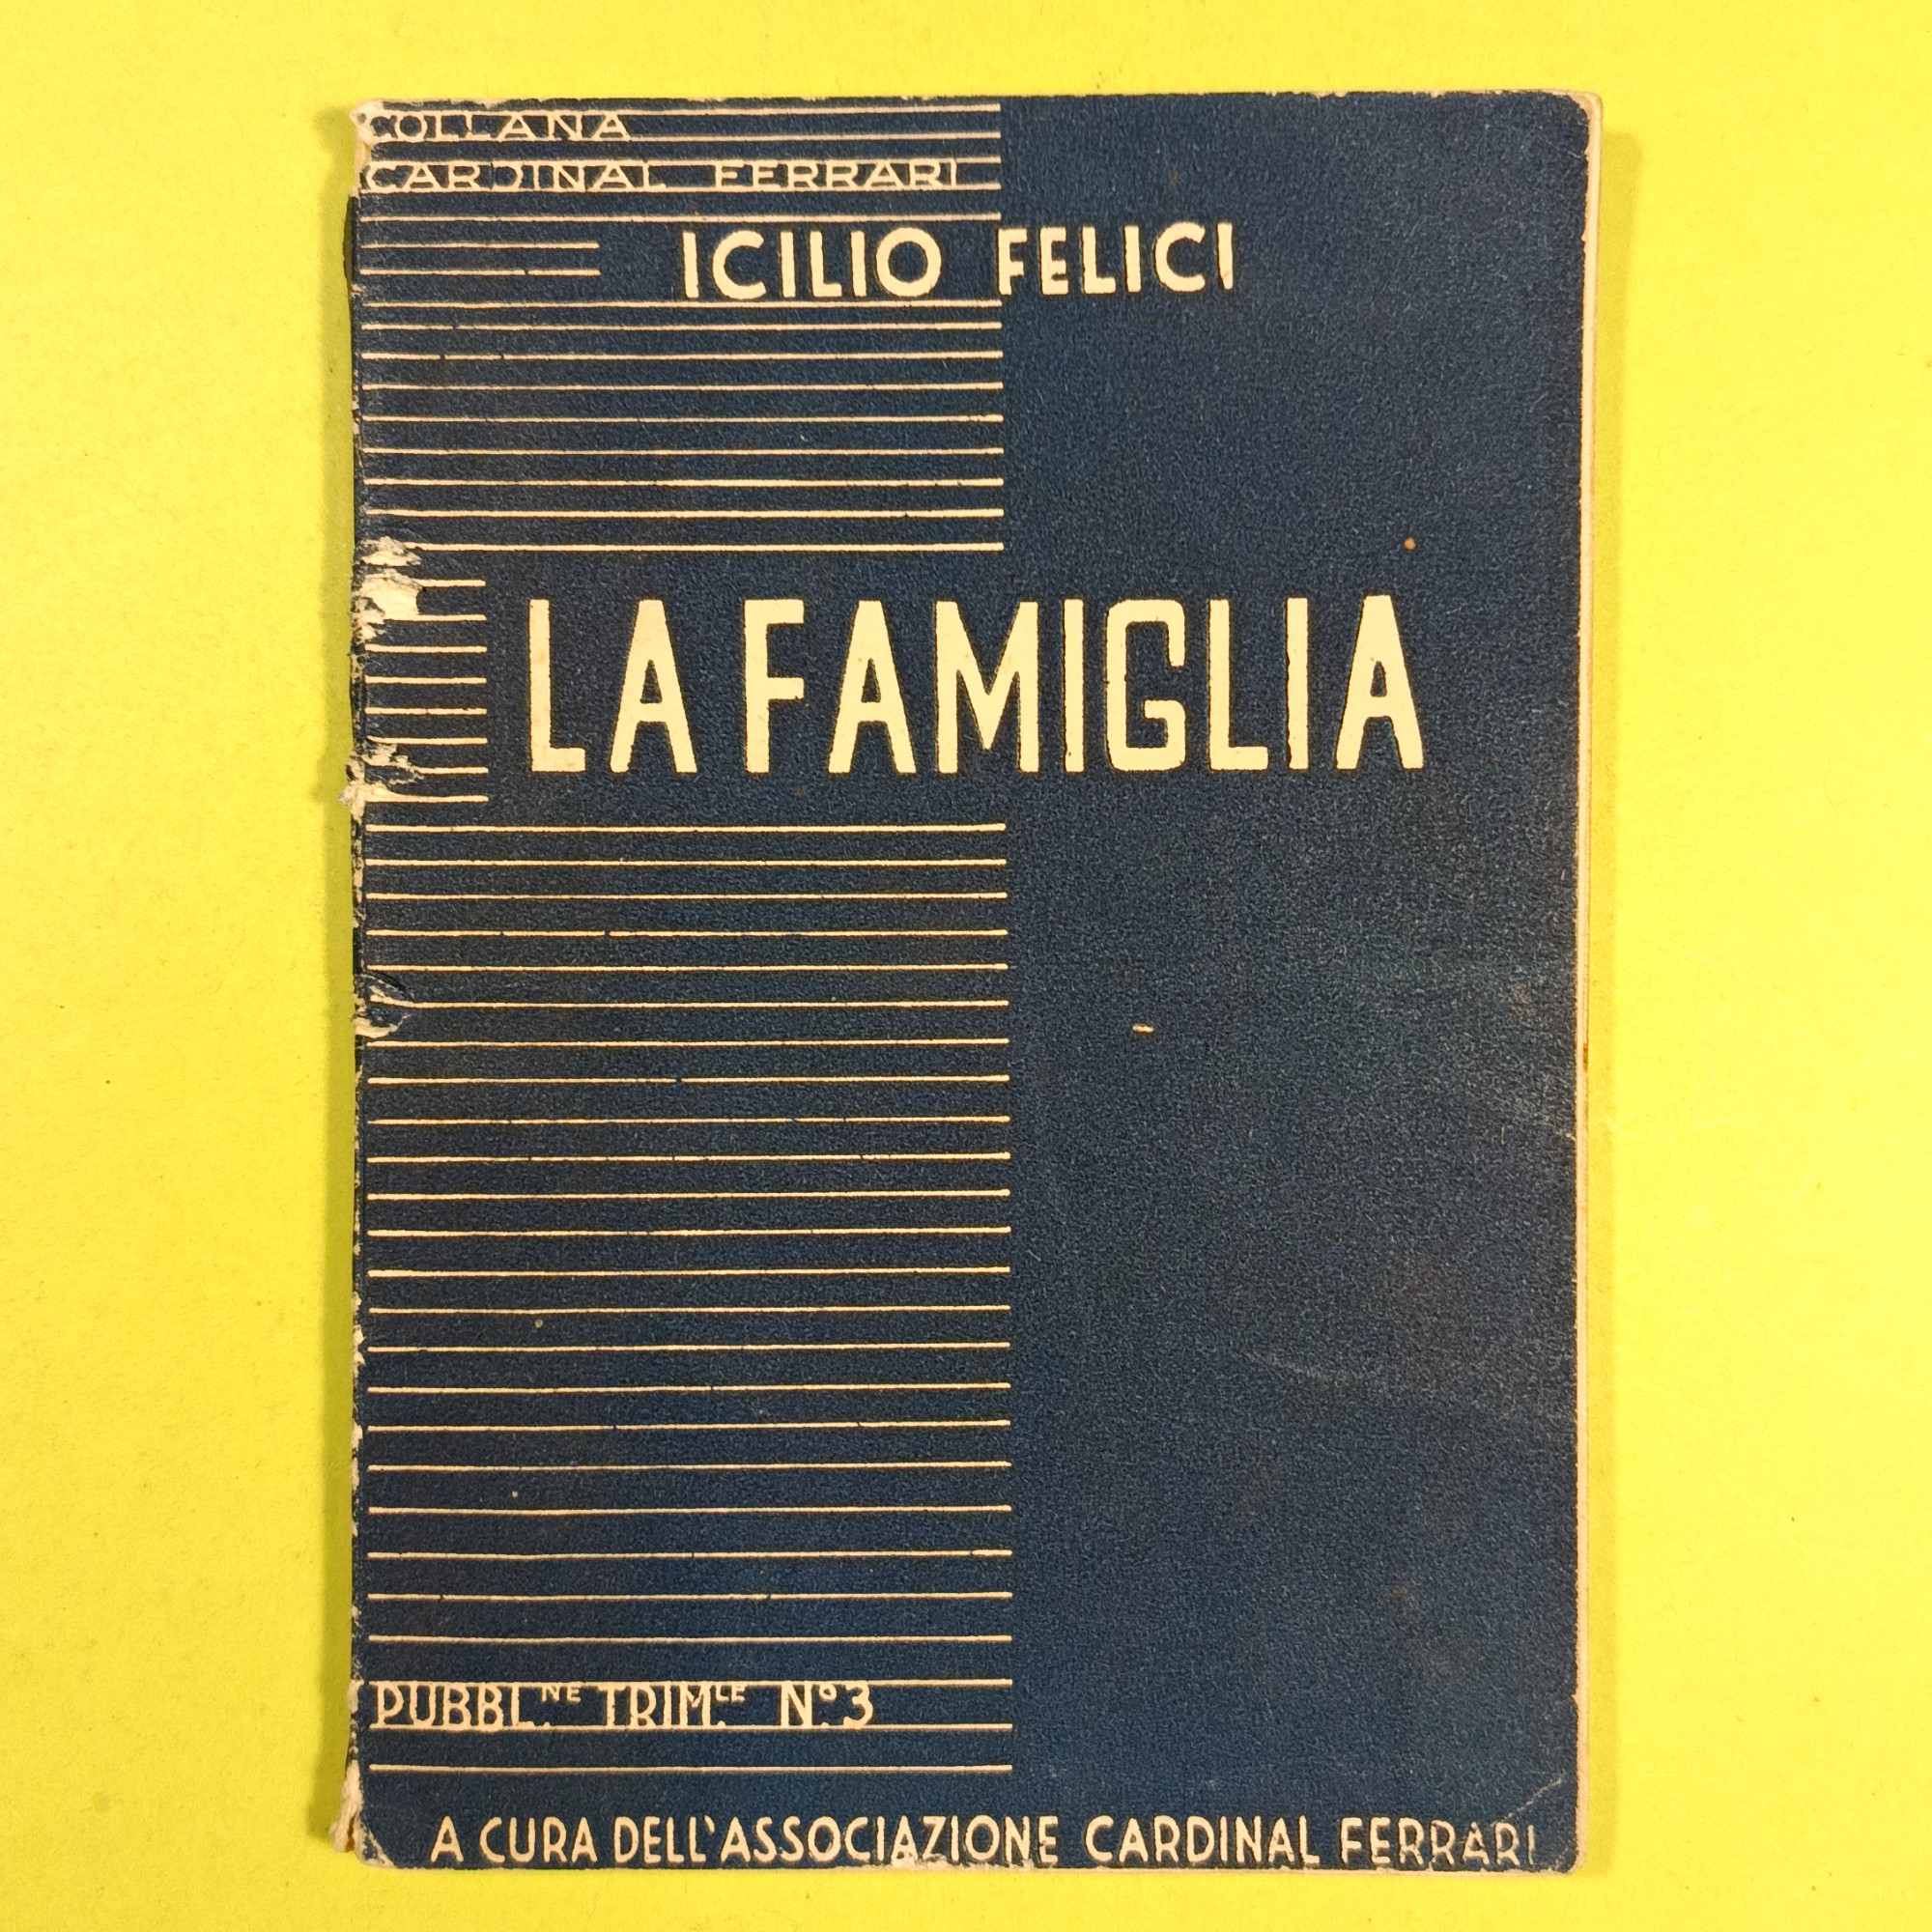 COLLANA
CARDINAL FERRARI
ICILIO FELICI
LA FAMIGLIA
PUBBL.NE TRIM.LE N.o 3
A CURA DELL'ASSOCIAZIONE CARDINAL FERRARI